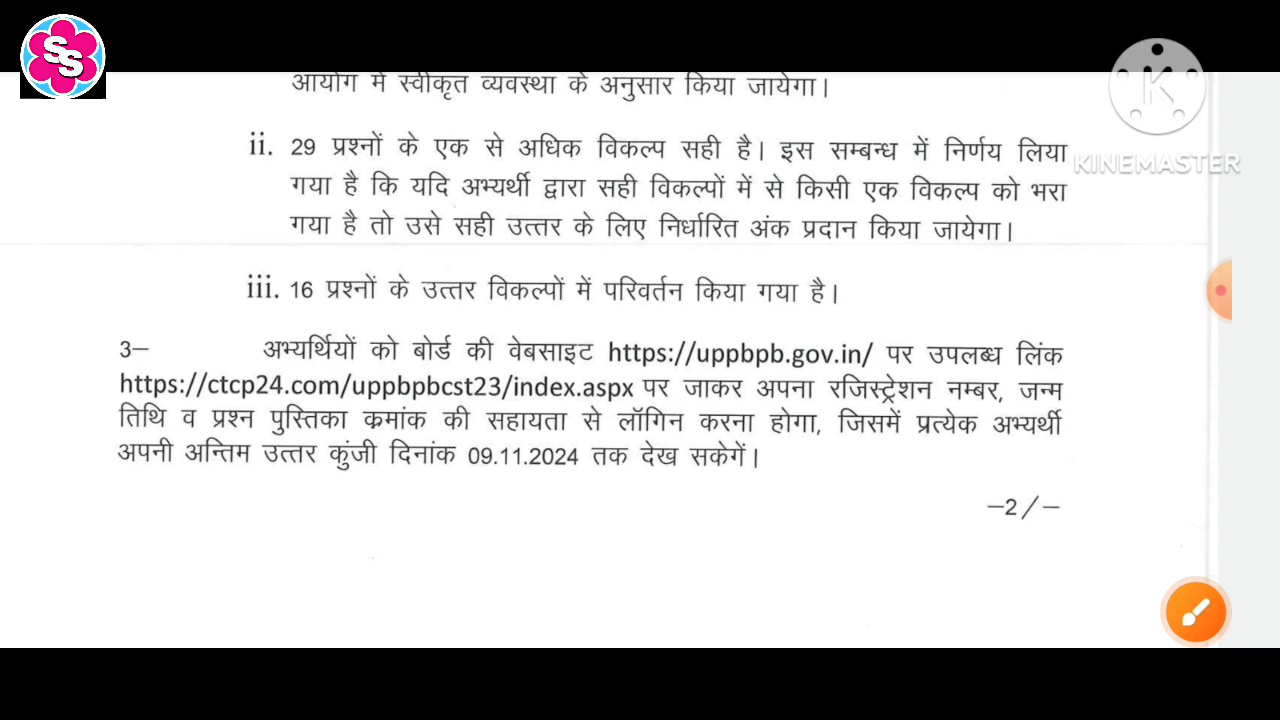 SS
K
KINEMASTER
आयोग में स्वीकृत व्यवस्था के अनुसार किया जायेगा।
ii. 29 प्रश्नों के एक से अधिक विकल्प सही है। इस सम्बन्ध में निर्णय लिया
गया है कि यदि अभ्यर्थी द्वारा सही विकल्पों में से किसी एक विकल्प को भरा
गया है तो उसे सही उत्तर के लिए निर्धारित अंक प्रदान किया जायेगा।
iii. 16 प्रश्नों के उत्तर विकल्पों में परिवर्तन किया गया है।
3– अभ्यर्थियों को बोर्ड की वेबसाइट https://uppbpb.gov.in/ पर उपलब्ध लिंक
https://ctcp24.com/uppbpbcst23/index.aspx पर जाकर अपना रजिस्ट्रेशन नम्बर, जन्म
तिथि व प्रश्न पुस्तिका क्रमांक की सहायता से लॉगिन करना होगा, जिसमें प्रत्येक अभ्यर्थी
अपनी अन्तिम उत्तर कुंजी दिनांक 09.11.2024 तक देख सकेगें।
–2/–